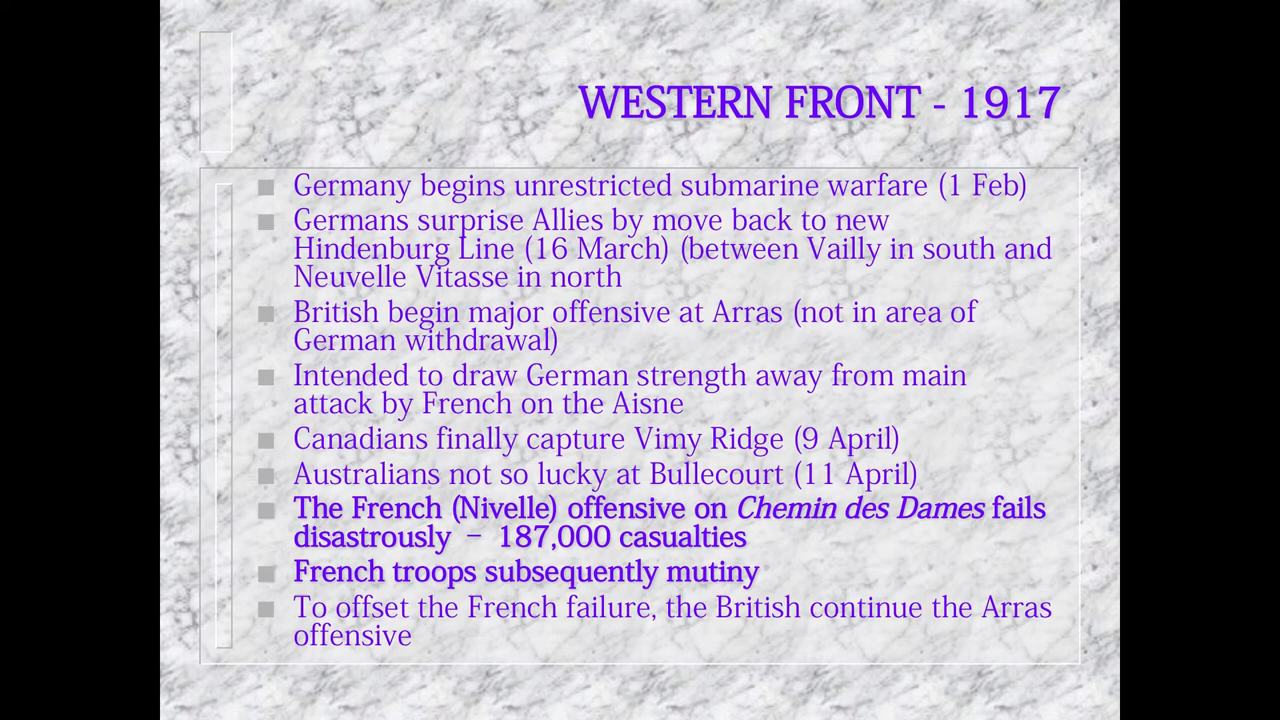 WESTERN FRONT - 1917
Germany begins unrestricted submarine warfare (1 Feb)
Germans surprise Allies by move back to new
Hindenburg Line (16 March) (between Vailly in south and
Neuvelle Vitasse in north
British begin major offensive at Arras (not in area of
German withdrawal)
Intended to draw German strength away from main
attack by French on the Aisne
Canadians finally capture Vimy Ridge (9 April)
Australians not so lucky at Bullecourt (11 April)
The French (Nivelle) offensive on Chemin des Dames fails
disastrously – 187,000 casualties
French troops subsequently mutiny
To offset the French failure, the British continue the Arras
offensive